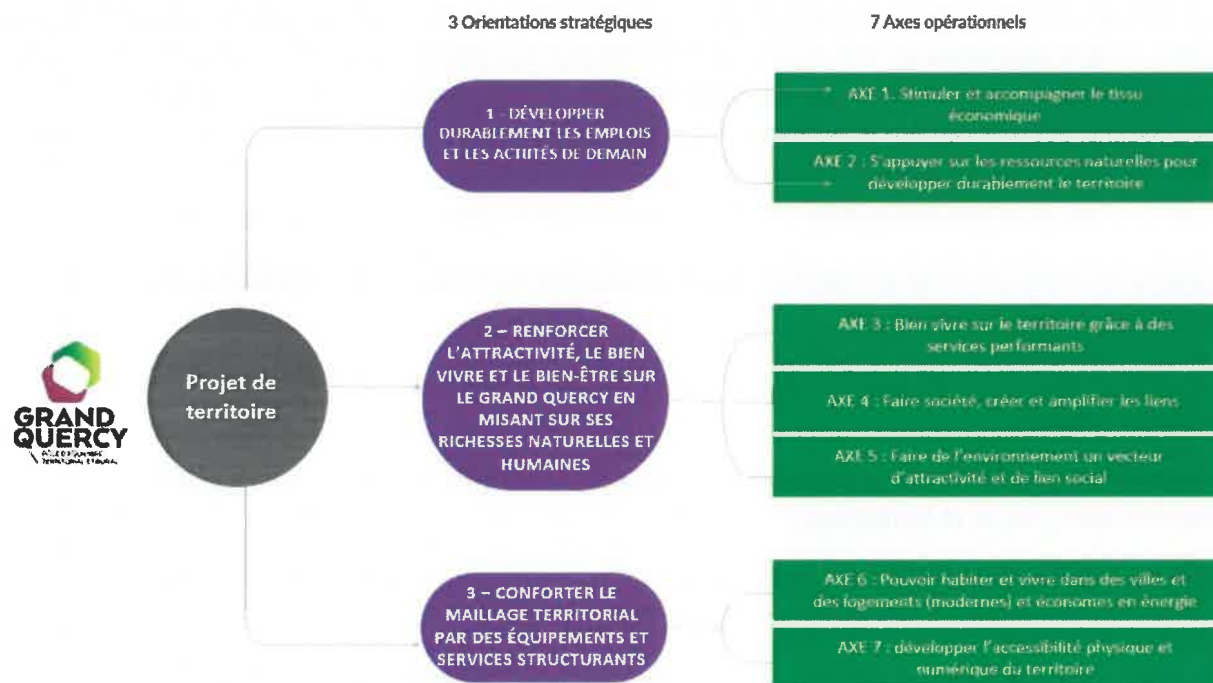 3 Orientations stratégiques
7 Axes opérationnels
1 - DÉVELOPPER
DURABLEMENT LES EMPLOIS
ET LES ACTIITÉS DE DEMAIN
AXE 1. Stimuler et accompagner le tissu
économique
AXE 2 : S'appuyer sur les ressources naturelles pour
développer durablement le territoire
GRAND
QUERCY
PÔLE D'ÉQUILIBRE
TERRITORIAL ET RURAL
Projet de
territoire
2 – RENFORCER
L'ATTRACTIVITÉ, LE BIEN
VIVRE ET LE BIEN-ÊTRE SUR
LE GRAND QUERCY EN
MISANT SUR SES
RICHESSES NATURELLES ET
HUMAINES
AXE 3 : Bien vivre sur le territoire grâce à des
services performants
AXE 4 : Faire société, créer et amplifier les liens
AXE 5 : Faire de l'environnement un vecteur
d'attractivité et de lien social
3 – CONFORTER LE
MAILLAGE TERRITORIAL
PAR DES ÉQUIPEMENTS ET
SERVICES STRUCTURANTS
AXE 6 : Pouvoir habiter et vivre dans des villes et
des logements (modernes) et économes en énergie
AXE 7 : développer l'accessibilité physique et
numérique du territoire